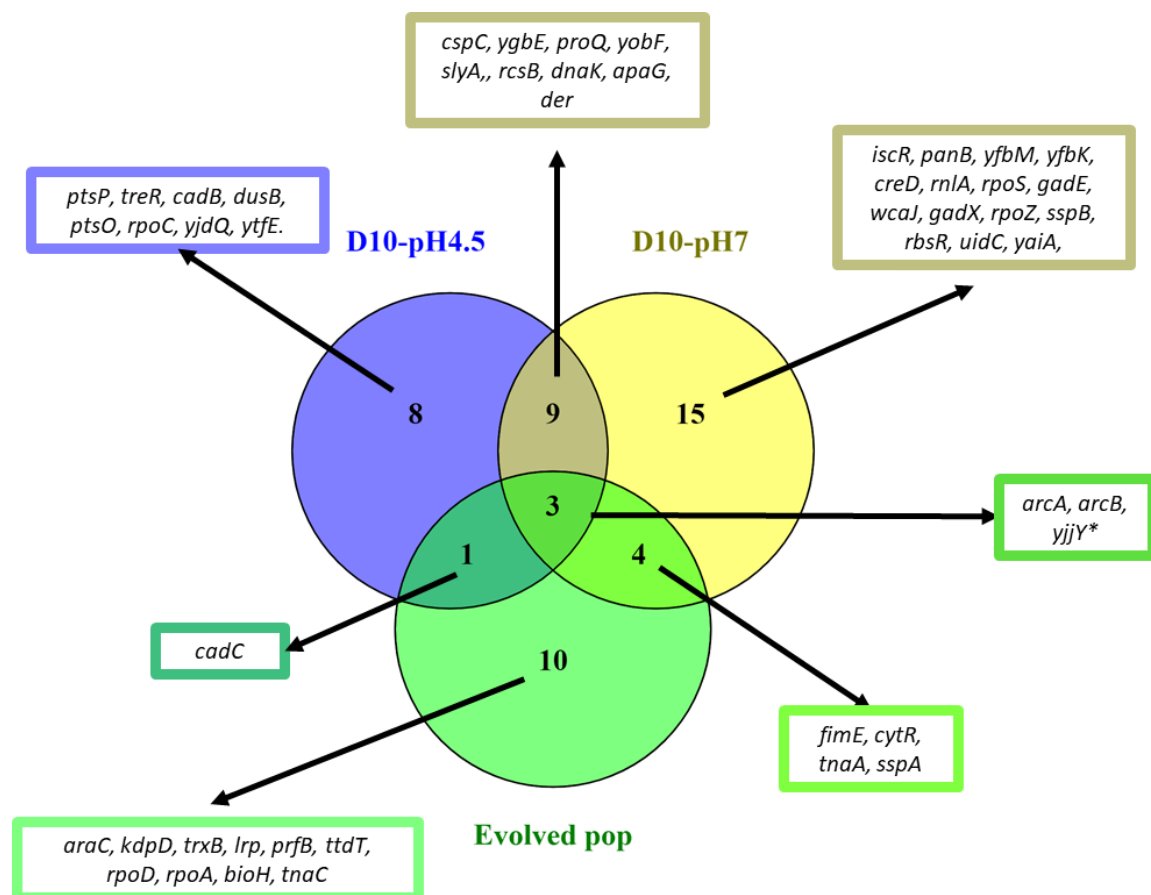 cspC, ygbE, proQ, yobF,
slyA,, rcsB, dnaK, apaG,
der
iscR, panB, yfbM, yfbK,
creD, rnlA, rpoS, gadE,
wcaJ, gadX, rpoZ, sspB,
rbsR, uidC, yaiA,
ptsP, treR, cadB, dusB,
ptsO, rpoC, yjdQ, ytfE.
D10-pH4.5
D10-pH7
8
9
15
3
arcA, arcB,
yjjY*
1
4
cadC
10
fimE, cytR,
tnaA, sspA
Evolved pop
araC, kdpD, trxB, lrp, prfB, ttdT,
rpoD, rpoA, bioH, tnaC